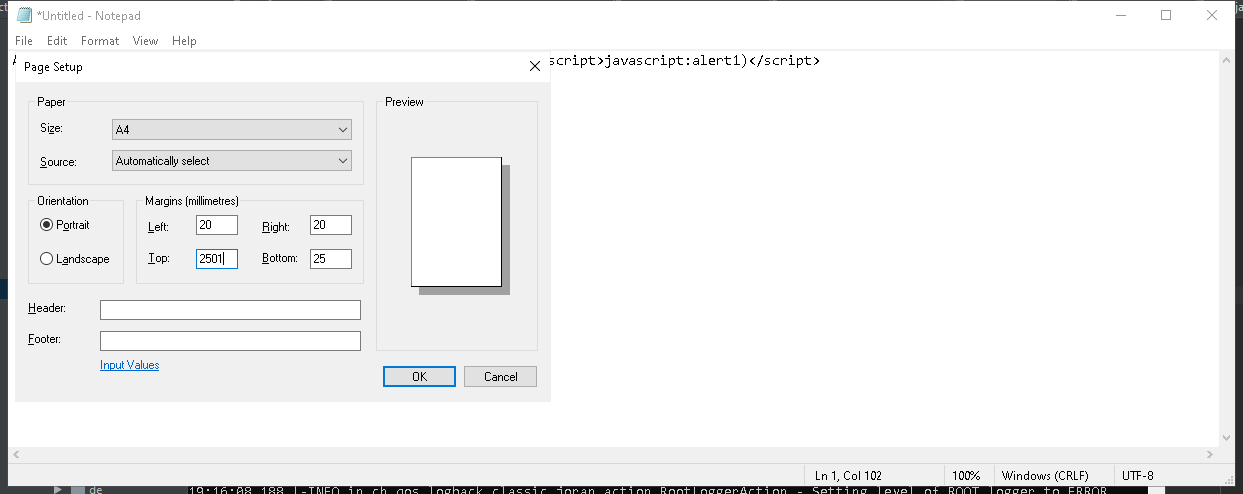 *Untitled - Notepad
File Edit Format View Help
script>javascript:alert1)</script>
Page Setup
Paper
Size: A4
Source: Automatically select
Preview
Orientation
Portrait
Landscape
Margins (millimetres)
Left: 20 Right: 20
Top: 2501 Bottom: 25
Header:
Footer:
Input Values
OK Cancel
Ln 1, Col 102 100% Windows (CRLF) UTF-8
de 19:16:08,188 |-INFO in ch.qos.logback.classic.joran.action.RootLoggerAction - Setting level of ROOT logger to ERROR